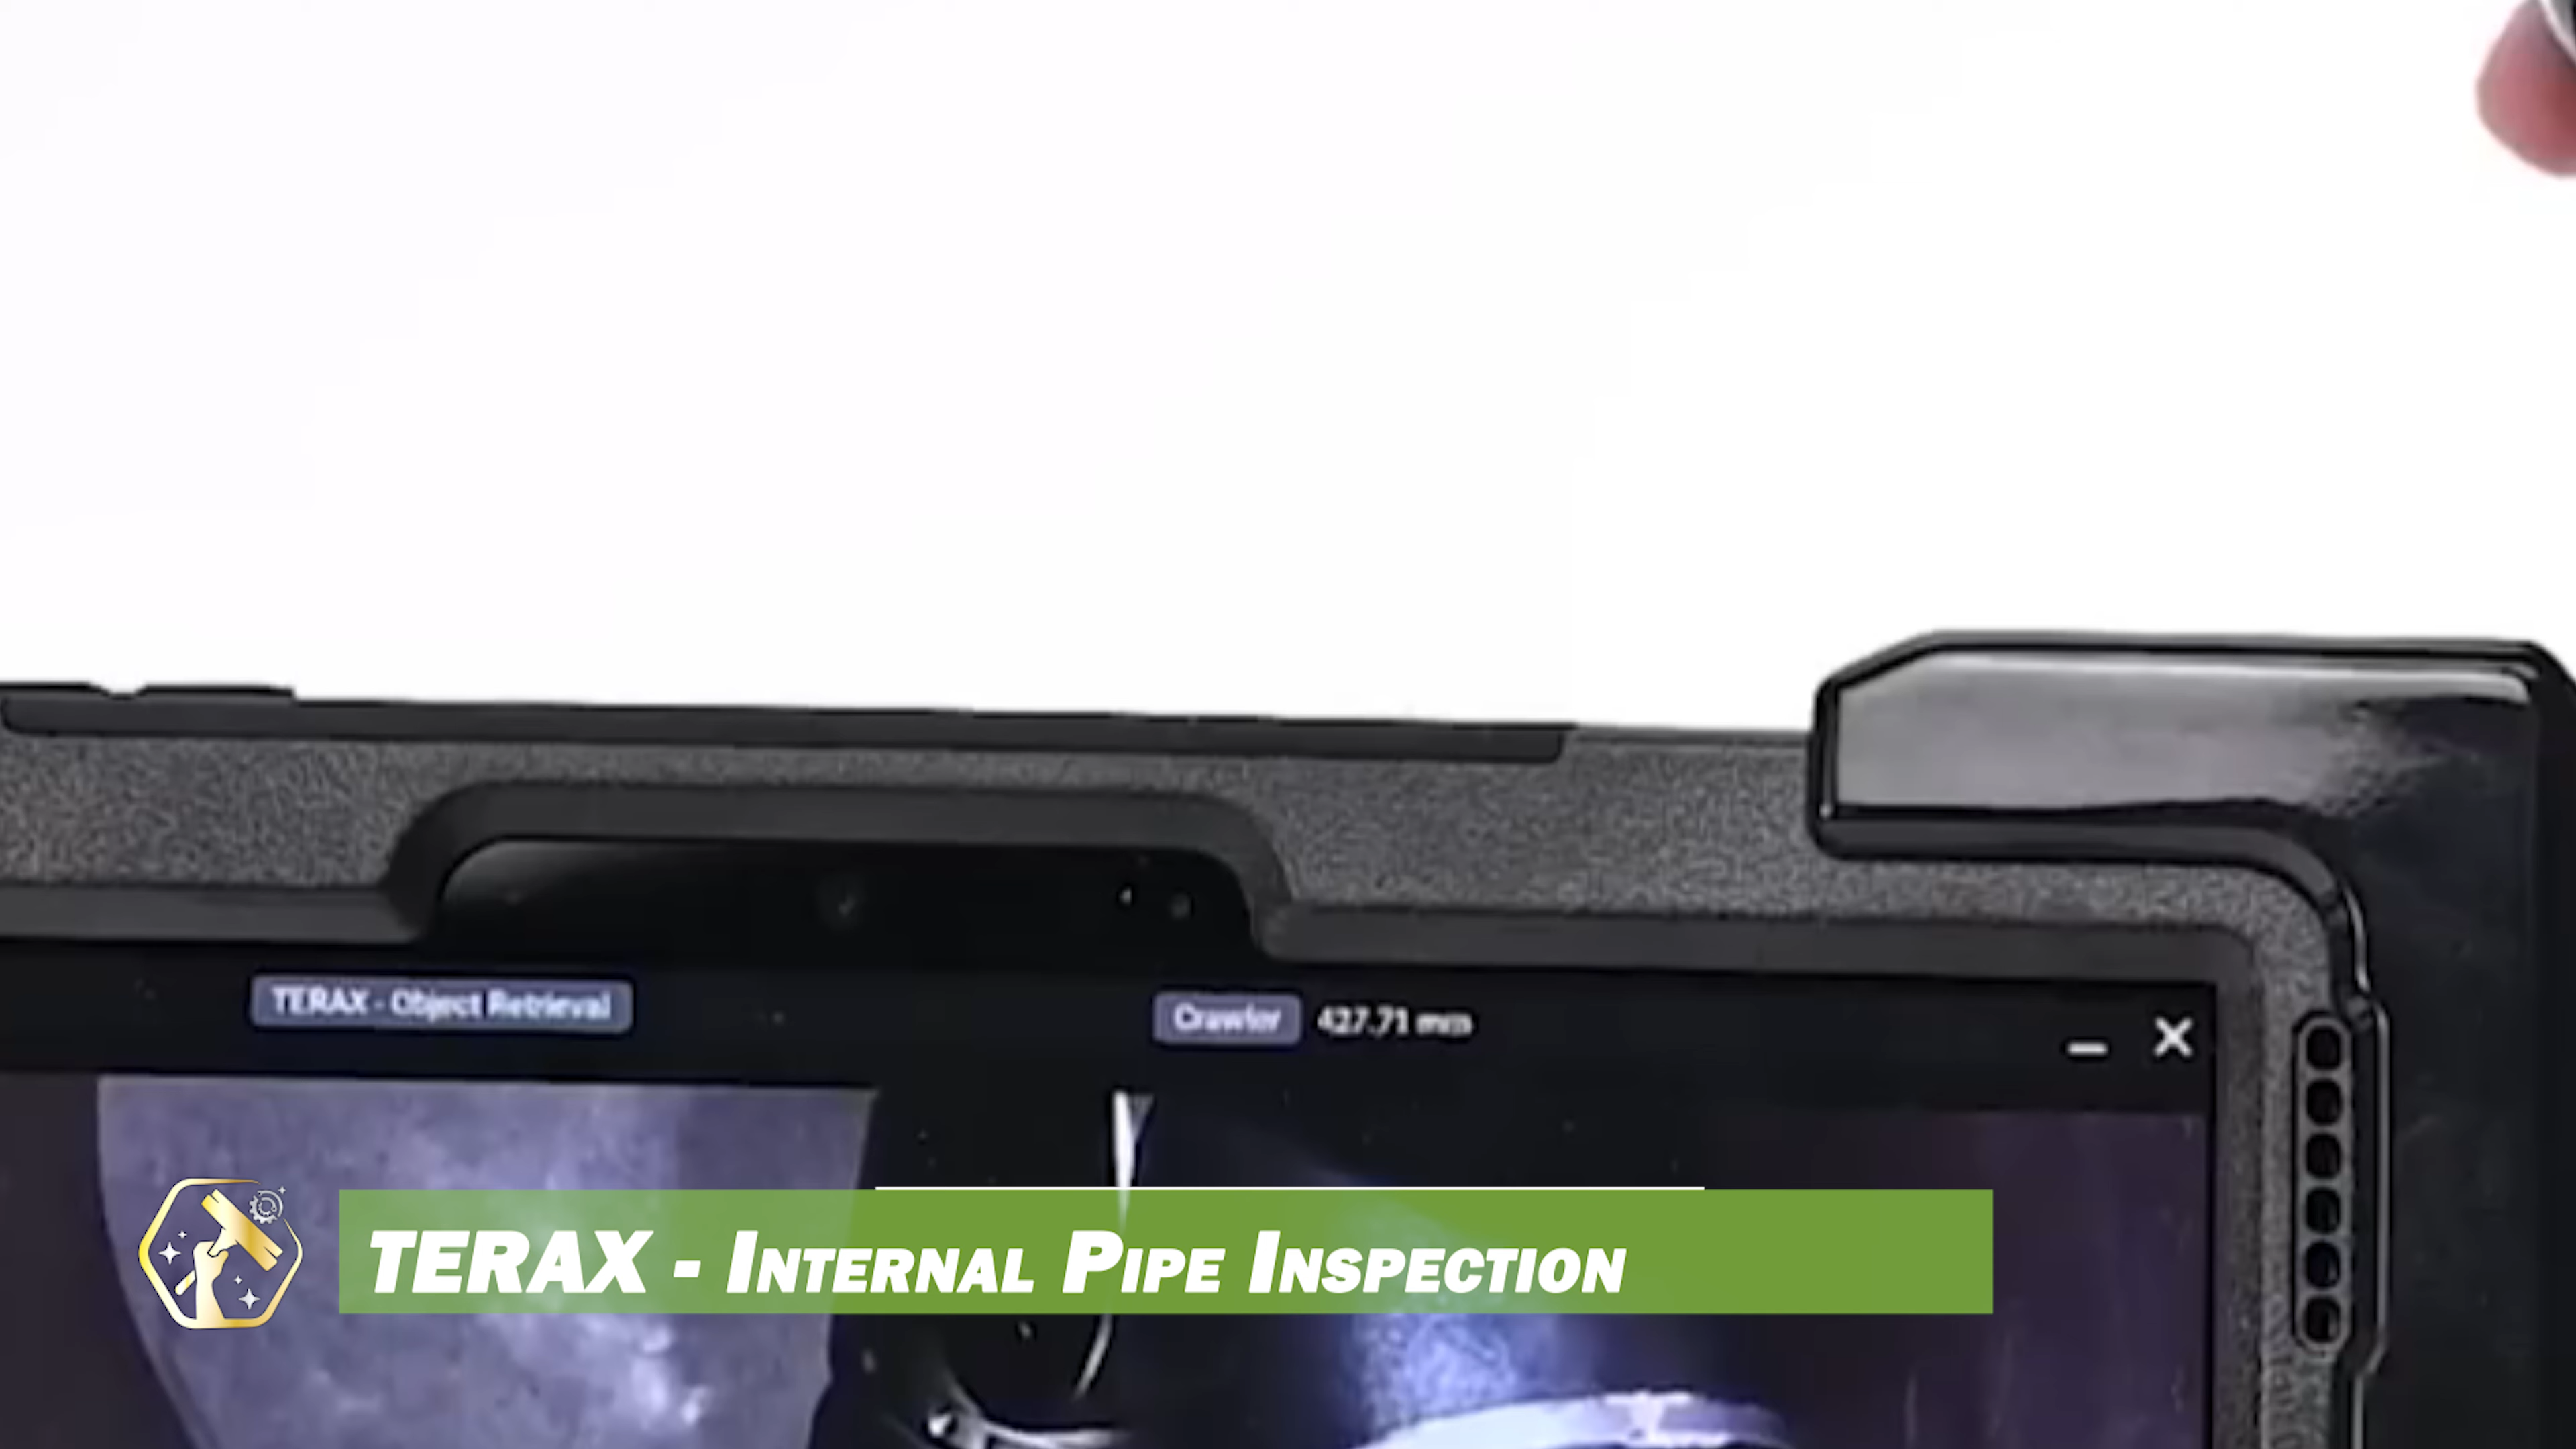 TERAX - Object Retrieval
Crawler 427.71 mm
TERAX - INTERNAL PIPE INSPECTION